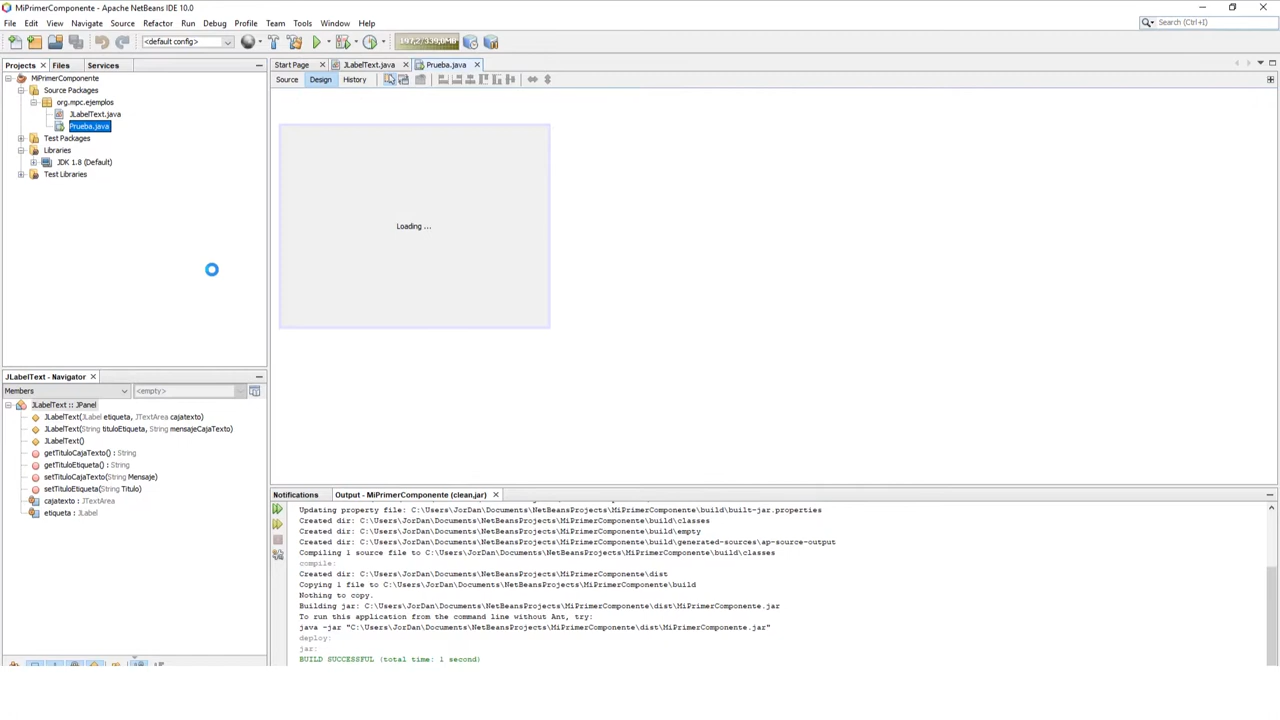 MiPrimerComponente - Apache NetBeans IDE 10.0
File Edit View Navigate Source Refactor Run Debug Profile Team Tools Window Help
Search (Ctrl+I)
<default config>
Projects Files Services
Start Page JLabelText.java Prueba.java
Source Design History
MiPrimerComponente
Source Packages
org.mpc.ejemplos
JLabelText.java
Prueba.java
Test Packages
Libraries
JDK 1.8 (Default)
Test Libraries
Loading ...
JLabelText - Navigator
Members <empty>
JLabelText :: JPanel
JLabelText(JLabel etiqueta, JTextArea cajatexto)
JLabelText(String tituloEtiqueta, String mensajeCajaTexto)
JLabelText()
getTituloCajaTexto() : String
getTituloEtiqueta() : String
setTituloCajaTexto(String Mensaje)
setTituloEtiqueta(String Titulo)
cajatexto : JTextArea
etiqueta : JLabel
Notifications Output - MiPrimerComponente (clean,jar)
Updating property file: C:\Users\JorDan\Documents\NetBeansProjects\MiPrimerComponente\build\built-jar.properties
Created dir: C:\Users\JorDan\Documents\NetBeansProjects\MiPrimerComponente\build\classes
Created dir: C:\Users\JorDan\Documents\NetBeansProjects\MiPrimerComponente\build\empty
Created dir: C:\Users\JorDan\Documents\NetBeansProjects\MiPrimerComponente\build\generated-sources\ap-source-output
Compiling 1 source file to C:\Users\JorDan\Documents\NetBeansProjects\MiPrimerComponente\build\classes
compile:
Created dir: C:\Users\JorDan\Documents\NetBeansProjects\MiPrimerComponente\dist
Copying 1 file to C:\Users\JorDan\Documents\NetBeansProjects\MiPrimerComponente\build
Nothing to copy.
Building jar: C:\Users\JorDan\Documents\NetBeansProjects\MiPrimerComponente\dist\MiPrimerComponente.jar
To run this application from the command line without Ant, try:
java -jar "C:\Users\JorDan\Documents\NetBeansProjects\MiPrimerComponente\dist\MiPrimerComponente.jar"
deploy:
jar:
BUILD SUCCESSFUL (total time: 1 second)